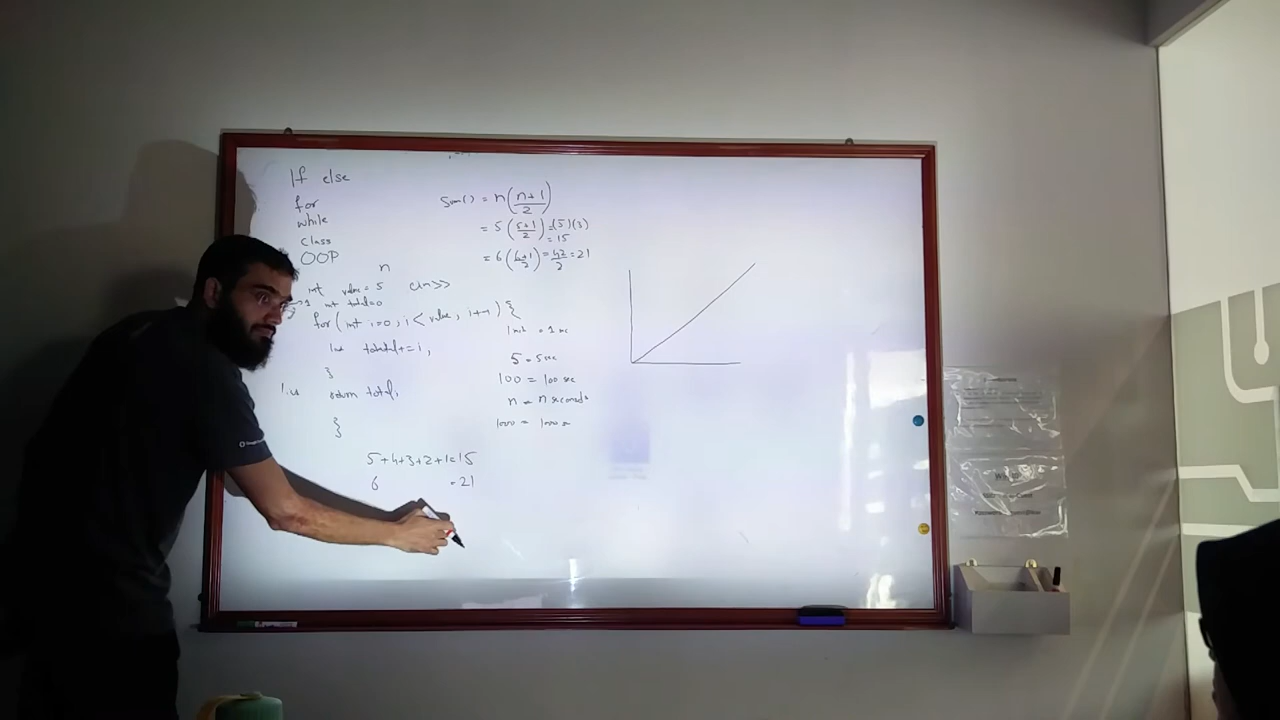 If else
for
while
class
OOP
Sum() = n(n+1/2)
= 5(5+1/2) = (5)(3)
= 15
= 6(6+1/2) = 42/2 = 21
n
int value = 5 cin>>
1 int total=0
for(int i=0; i<value; i++) {
total+=i;
}
return total;
}
1 = 1 sec
5 = 5 sec
100 = 100 sec
n = n seconds
1000 = 1000
5+4+3+2+1=15
6 = 21